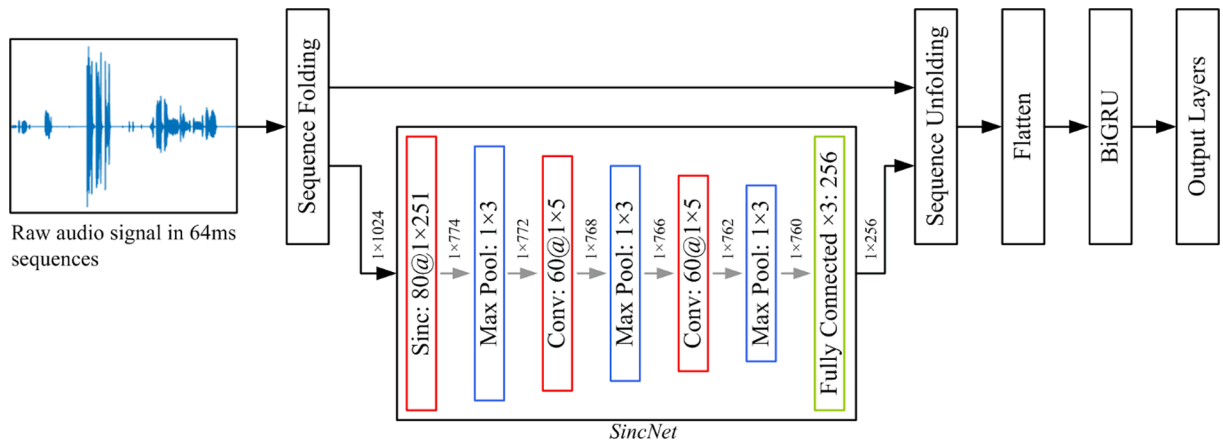 Raw audio signal in 64ms
sequences
Sequence Folding
1×1024
Sinc: 80@1×251
1×774
Max Pool: 1×3
1×772
Conv: 60@1×5
1×768
Max Pool: 1×3
1×766
Conv: 60@1×5
1×762
Max Pool: 1×3
1×760
Fully Connected ×3: 256
1×256
SincNet
Sequence Unfolding
Flatten
BiGRU
Output Layers